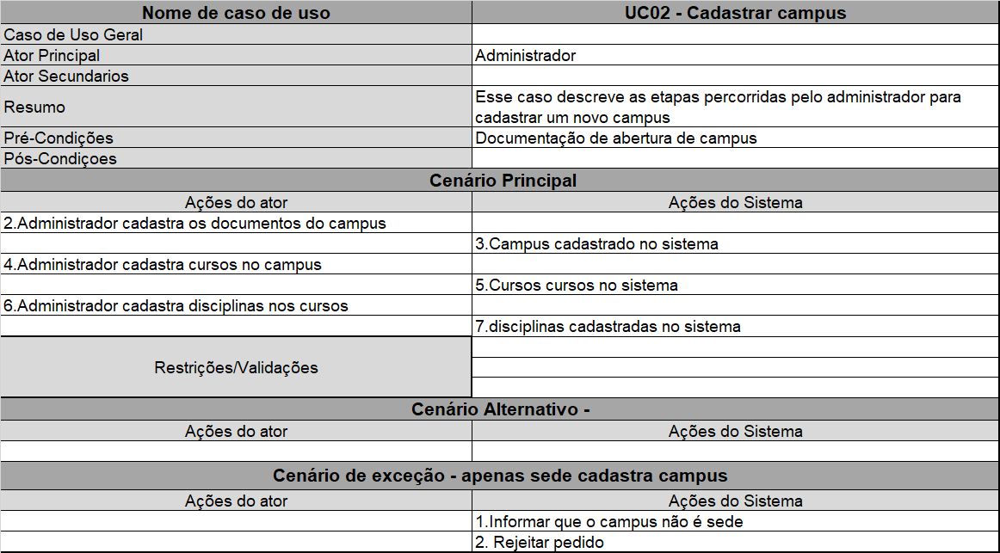 Nome de caso de uso
UC02 - Cadastrar campus
Caso de Uso Geral
Ator Principal
Administrador
Ator Secundarios
Resumo
Esse caso descreve as etapas percorridas pelo administrador para
cadastrar um novo campus
Pré-Condições
Documentação de abertura de campus
Pós-Condiçoes
Cenário Principal
Ações do ator
Ações do Sistema
2.Administrador cadastra os documentos do campus
3.Campus cadastrado no sistema
4.Administrador cadastra cursos no campus
5.Cursos cursos no sistema
6.Administrador cadastra disciplinas nos cursos
7.disciplinas cadastradas no sistema
Restrições/Validações
Cenário Alternativo -
Ações do ator
Ações do Sistema
Cenário de exceção - apenas sede cadastra campus
Ações do ator
Ações do Sistema
1.Informar que o campus não é sede
2. Rejeitar pedido